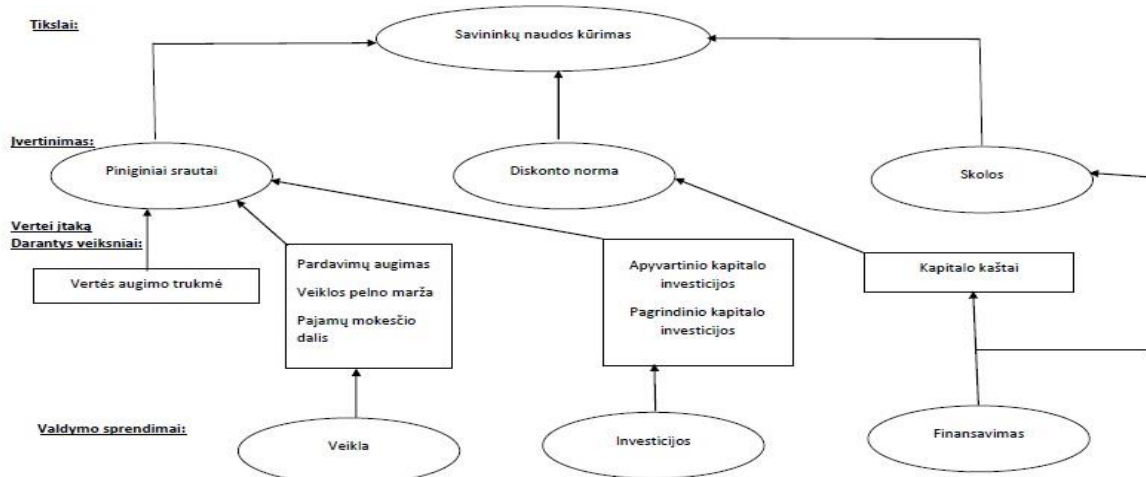 Tikslai:
Savininkų naudos kūrimas
Įvertinimas:
Piniginiai srautai
Diskonto norma
Skolos
Vertei įtaką
Darantys veiksniai:
Vertės augimo trukmė
Pardavimų augimas
Veiklos pelno marža
Pajamų mokesčio
dalis
Apyvartinio kapitalo
investicijos
Pagrindinio kapitalo
investicijos
Kapitalo kaštai
Valdymo sprendimai:
Veikla
Investicijos
Finansavimas